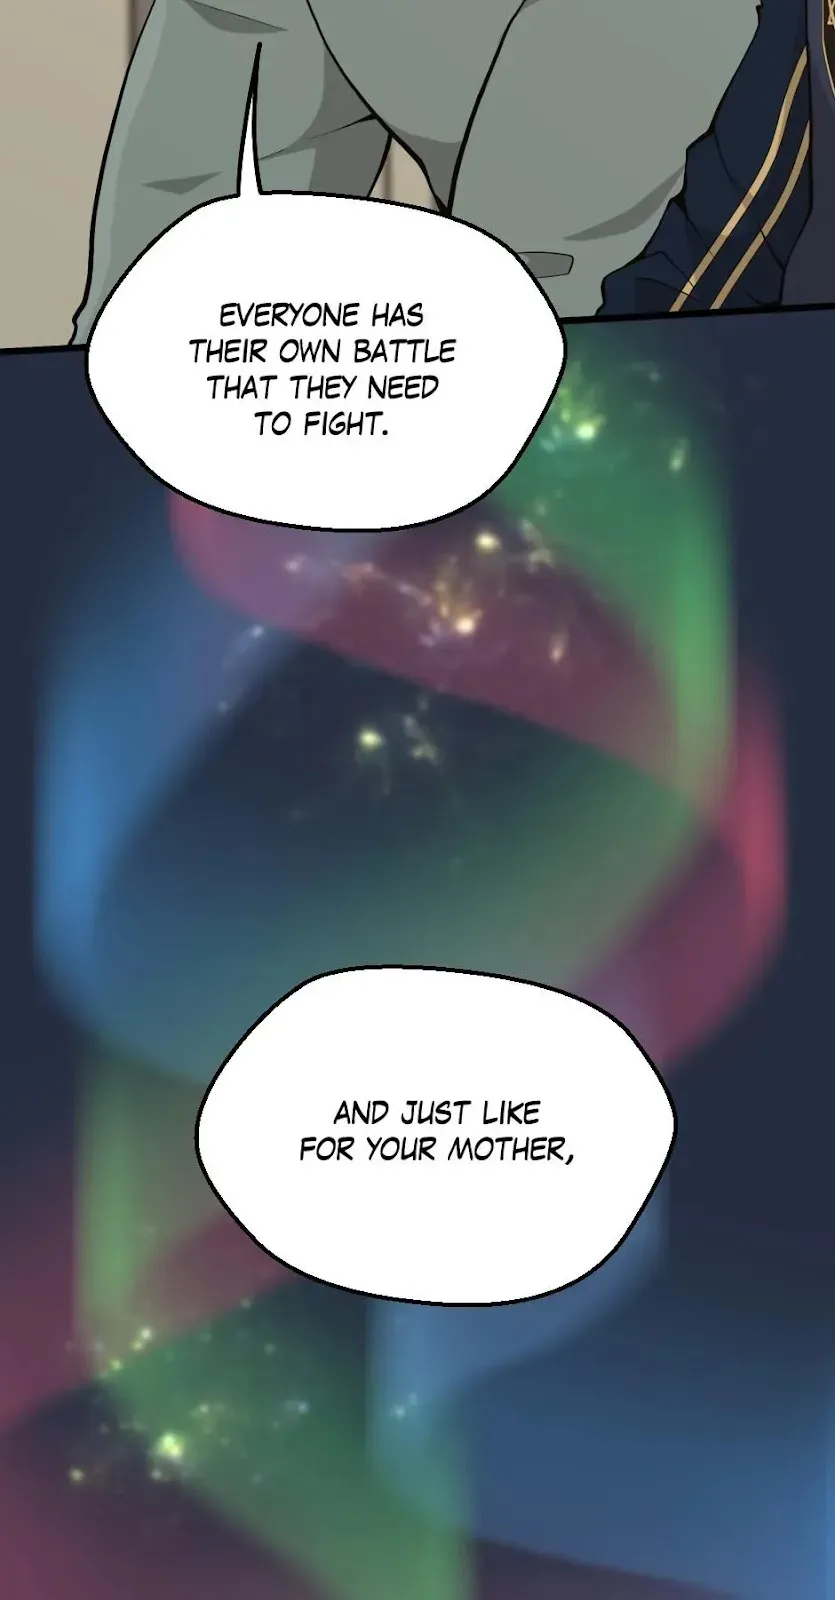 EVERYONE HAS
THEIR OWN BATTLE
THAT THEY NEED
TO FIGHT.
AND JUST LIKE
FOR YOUR MOTHER,